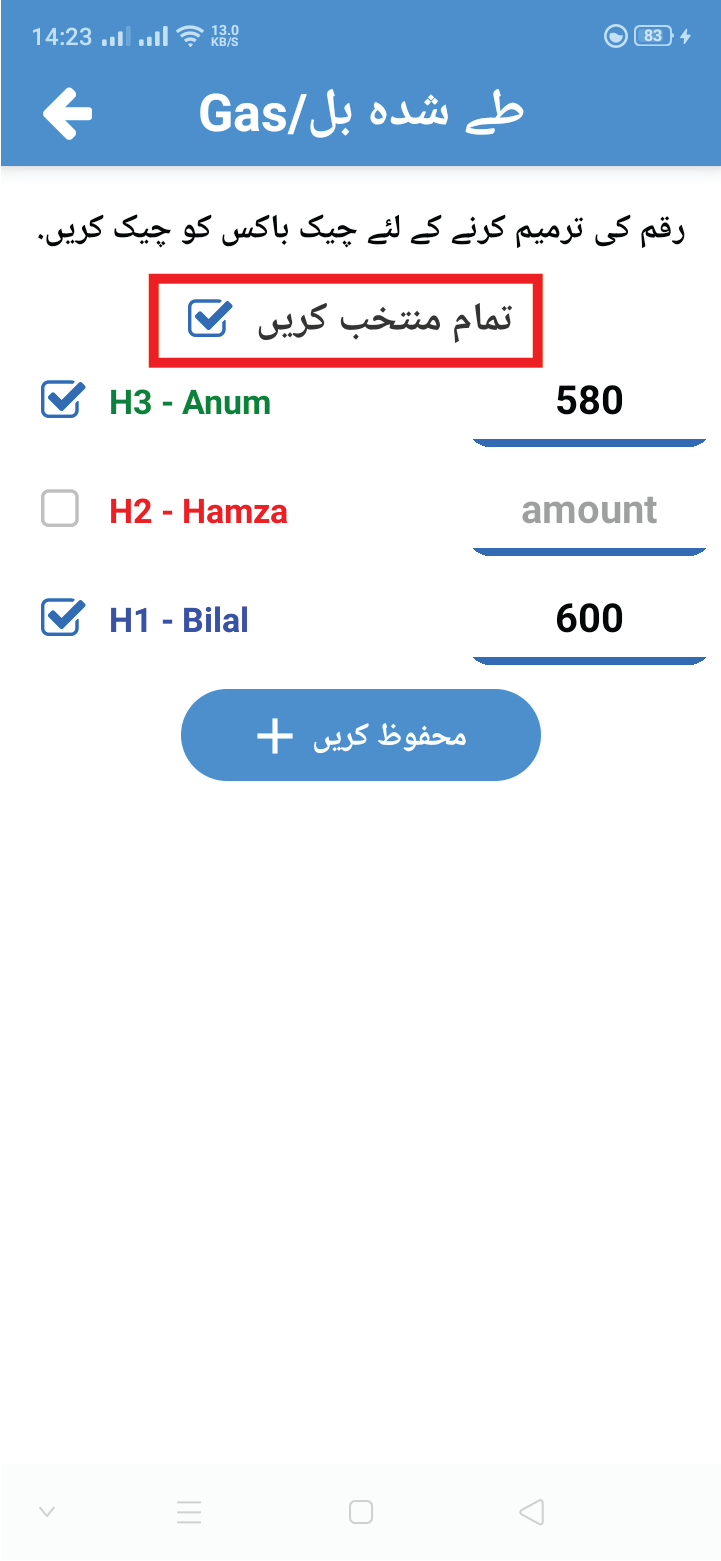 14:23 13.0 KB/S 83
طے شدہ بل/Gas
رقم کی ترمیم کرنے کے لئے چیک باکس کو چیک کریں.
تمام منتخب کریں
H3 - Anum 580
H2 - Hamza amount
H1 - Bilal 600
محفوظ کریں